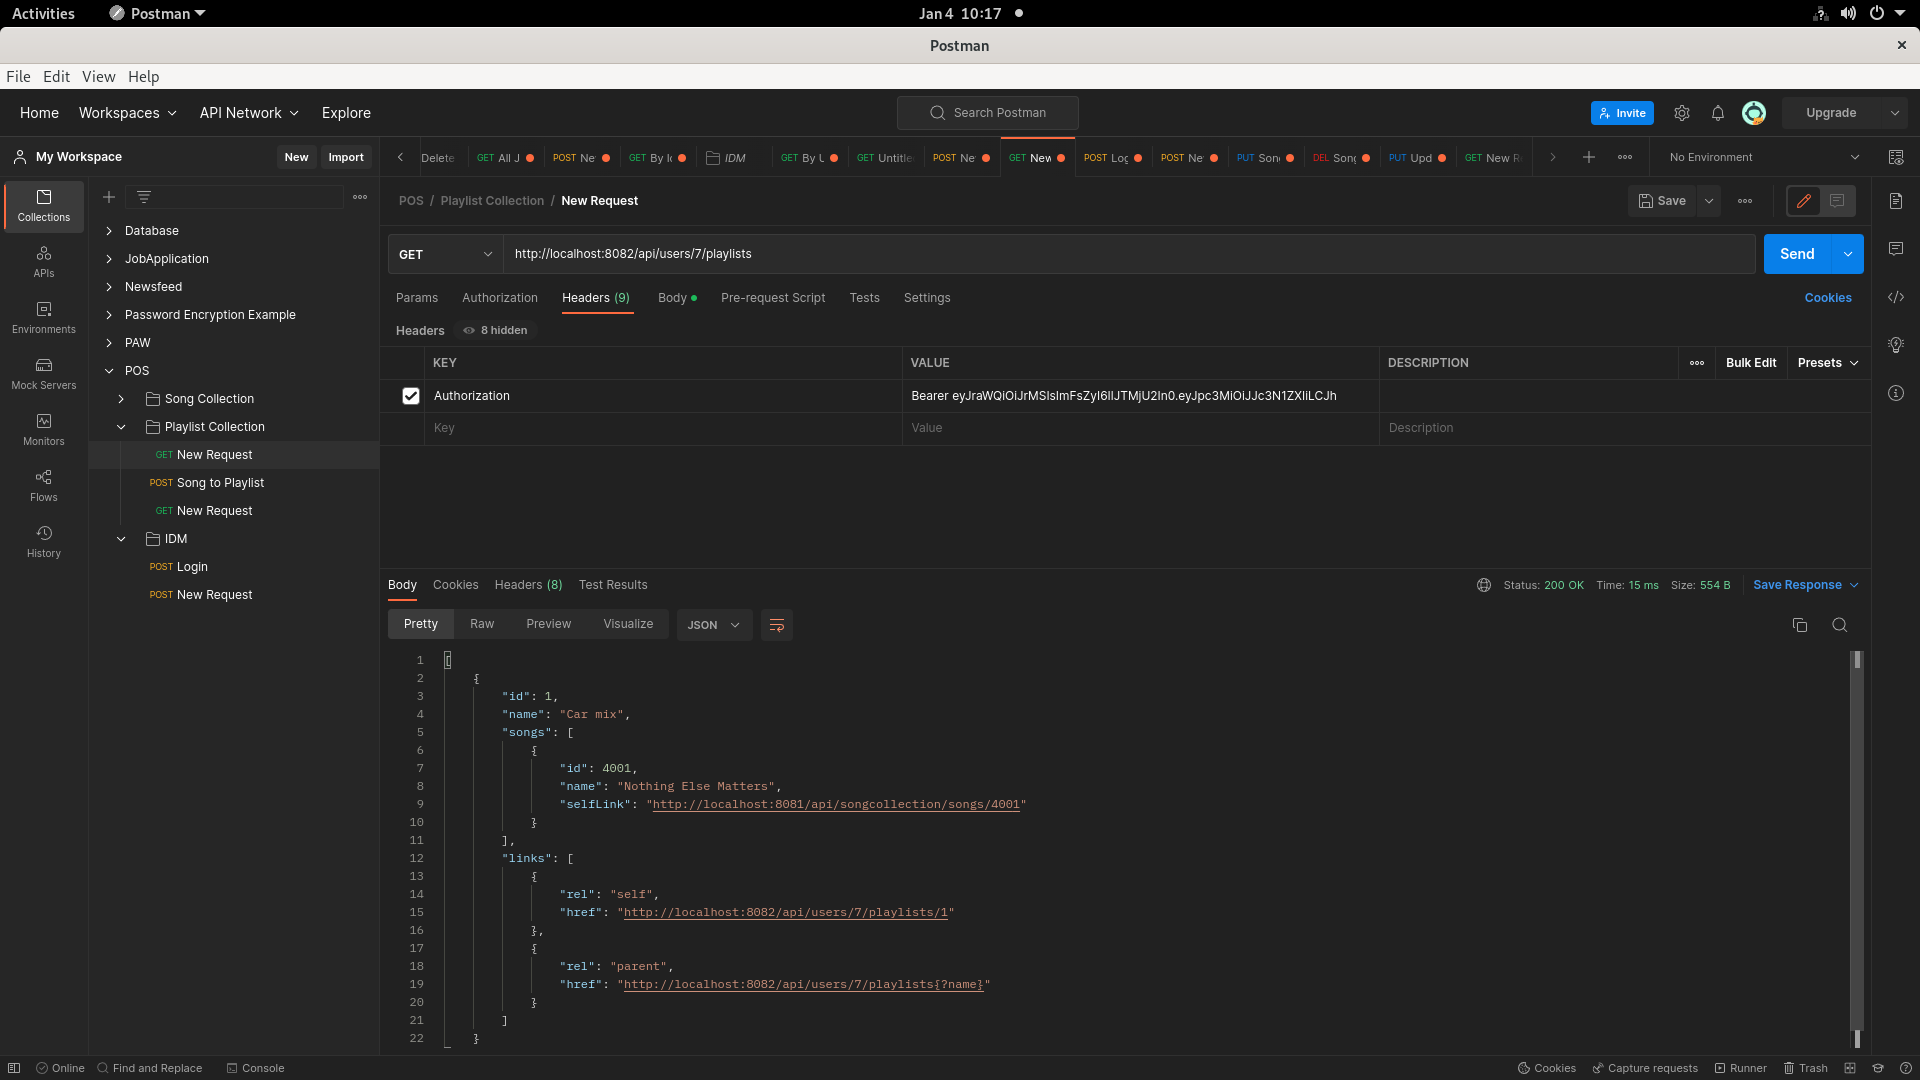 Activities
Postman
Jan 4 10:17
Postman
File Edit View Help
Home Workspaces API Network Explore
Search Postman
Invite
Upgrade
My Workspace
New Import
Delete
GET All J
POST Ne
GET By I
IDM
GET By U
GET Untitle
POST Ne
GET New
POST Log
POST Ne
PUT Song
DEL Song
PUT Upd
GET New R
No Environment
Collections
APIs
Environments
Mock Servers
Monitors
Flows
History
Database
JobApplication
Newsfeed
Password Encryption Example
PAW
POS
Song Collection
Playlist Collection
GET New Request
POST Song to Playlist
GET New Request
IDM
POST Login
POST New Request
POS / Playlist Collection / New Request
Save
GET
http://localhost:8082/api/users/7/playlists
Send
Params Authorization Headers (9) Body Pre-request Script Tests Settings
Cookies
Headers 8 hidden
KEY VALUE DESCRIPTION
Bulk Edit Presets
Authorization
Key Value Description
Body Cookies Headers (8) Test Results
Status: 200 OK Time: 15 ms Size: 554 B
Save Response
Pretty Raw Preview Visualize JSON
1 [
2 {
3 "id": 1,
4 "name": "Car mix",
5 "songs": [
6 {
7 "id": 4001,
8 "name": "Nothing Else Matters",
9 "selfLink": "http://localhost:8081/api/songcollection/songs/4001"
10 }
11 ],
12 "links": [
13 {
14 "rel": "self",
15 "href": "http://localhost:8082/api/users/7/playlists/1"
16 },
17 {
18 "rel": "parent",
19 "href": "http://localhost:8082/api/users/7/playlists{?name}"
20 }
21 ]
22 }
Online Find and Replace Console
Cookies Capture requests Runner Trash